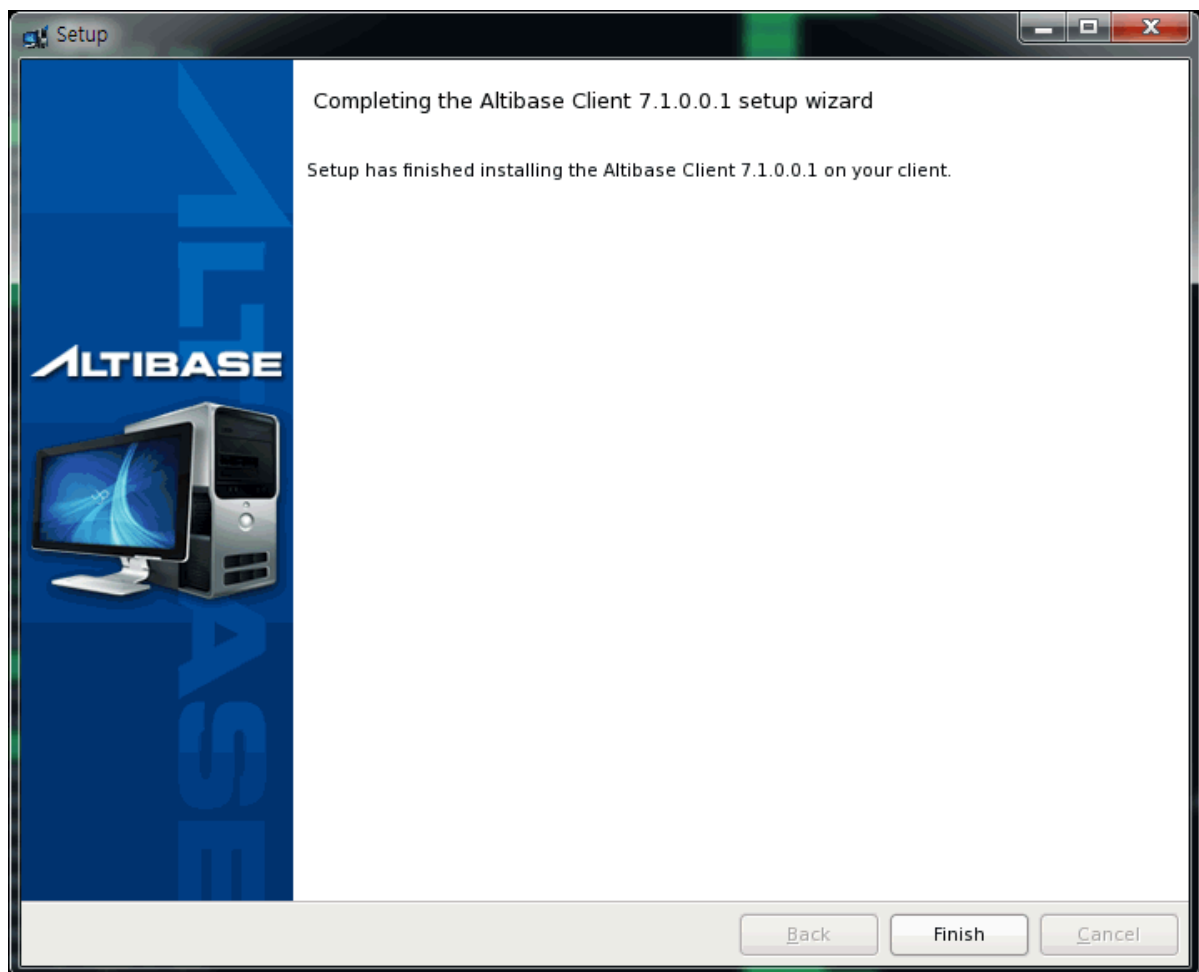 Setup
Completing the Altibase Client 7.1.0.0.1 setup wizard
Setup has finished installing the Altibase Client 7.1.0.0.1 on your client.
ALTIBASE
ALTIBASE
Back
Finish
Cancel